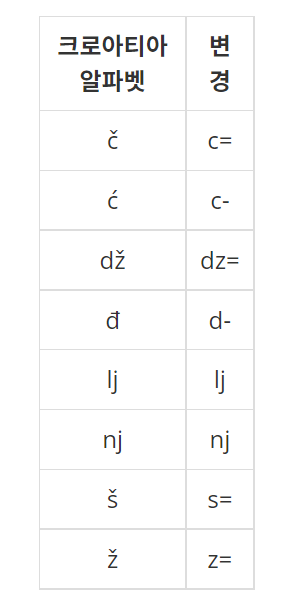 크로아티아 변
알파벳 경
č c=
ć c-
dž dz=
đ d-
lj lj
nj nj
š s=
ž z=